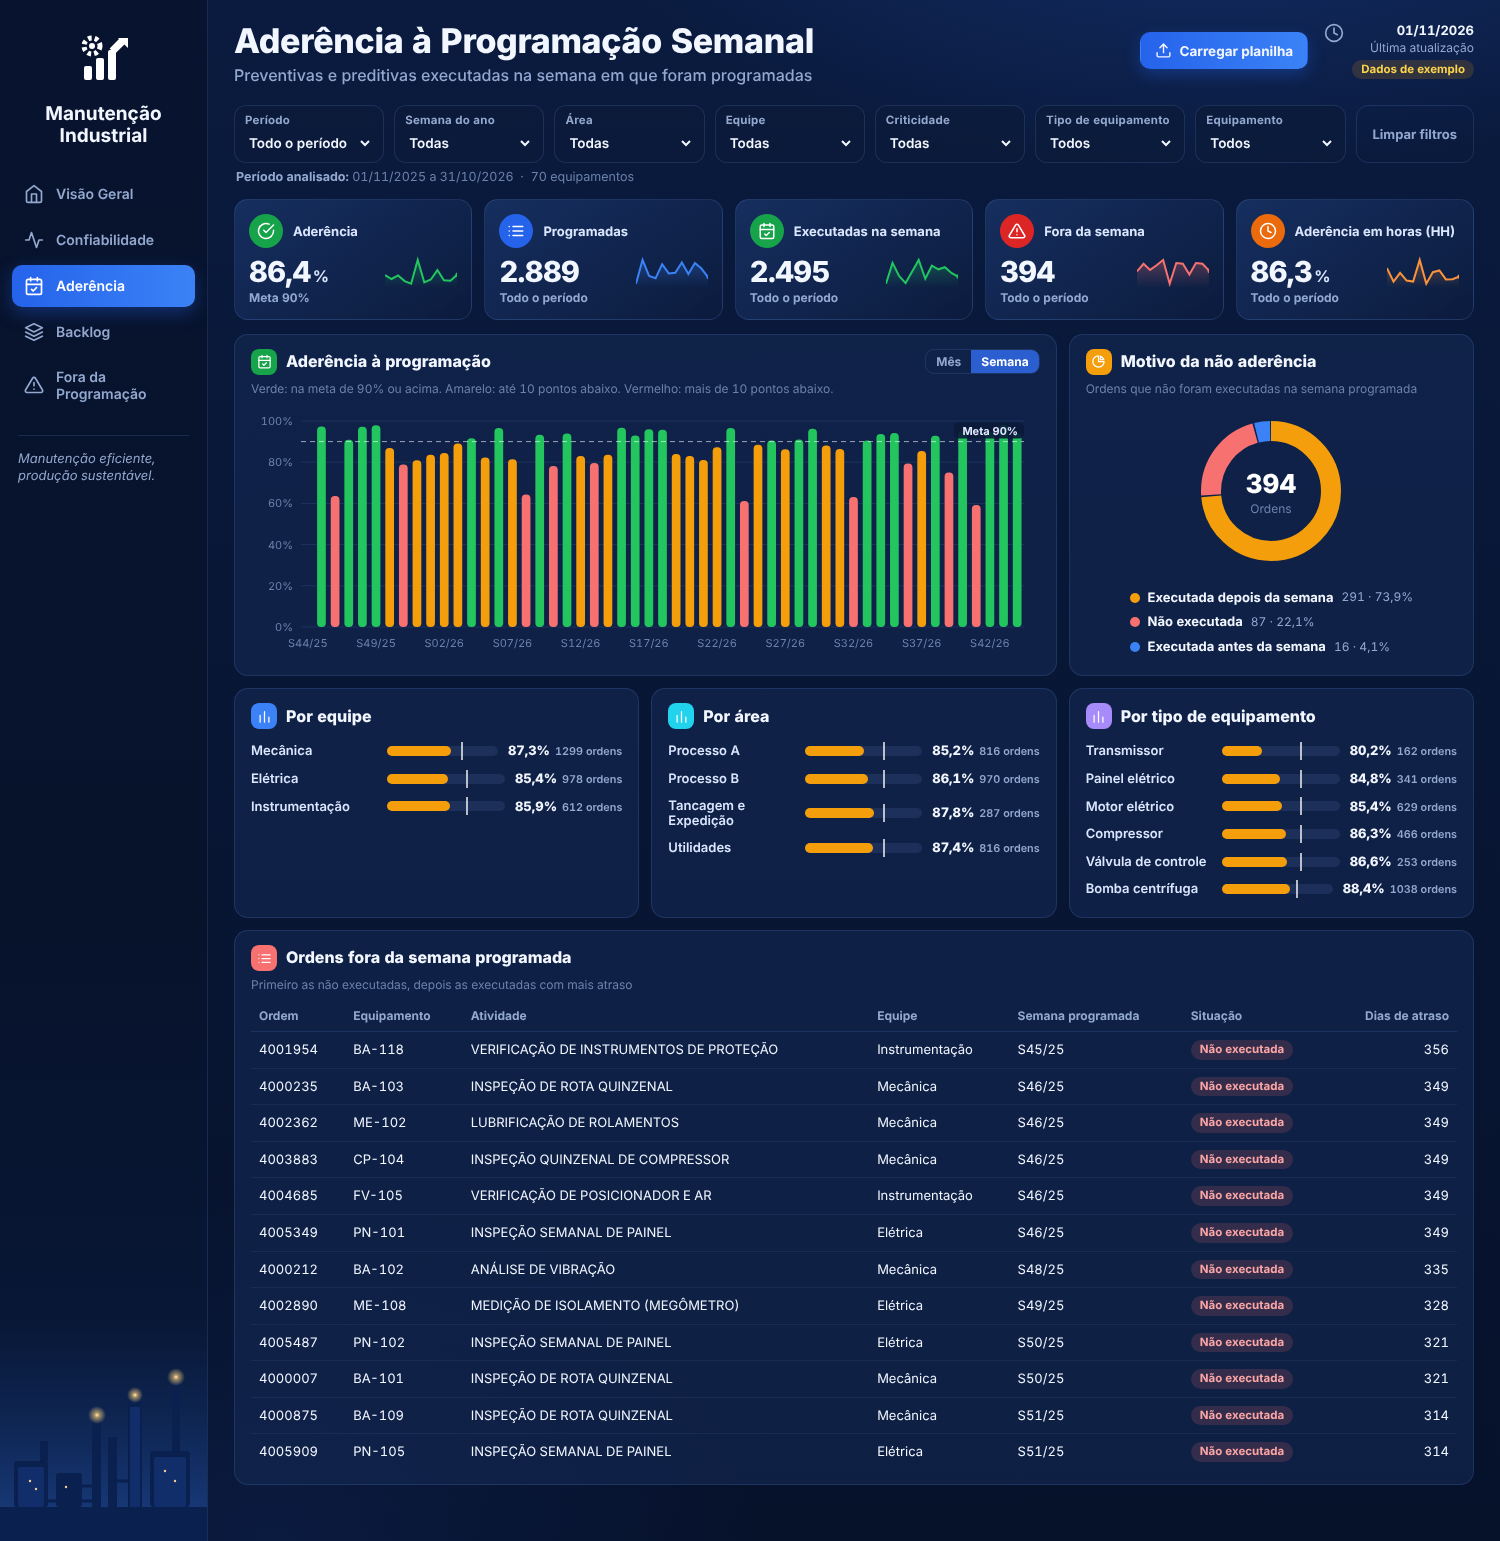 Manutenção
Industrial
Visão Geral
Confiabilidade
Aderência
Backlog
Fora da
Programação
Manutenção eficiente,
produção sustentável.
Aderência à Programação Semanal
Preventivas e preditivas executadas na semana em que foram programadas
Carregar planilha
01/11/2026
Última atualização
Dados de exemplo
Período
Todo o período
Semana do ano
Todas
Área
Todas
Equipe
Todas
Criticidade
Todas
Tipo de equipamento
Todos
Equipamento
Todos
Limpar filtros
Período analisado: 01/11/2025 a 31/10/2026 · 70 equipamentos
Aderência
86,4%
Meta 90%
Programadas
2.889
Todo o período
Executadas na semana
2.495
Todo o período
Fora da semana
394
Todo o período
Aderência em horas (HH)
86,3%
Todo o período
Aderência à programação
Mês Semana
Verde: na meta de 90% ou acima. Amarelo: até 10 pontos abaixo. Vermelho: mais de 10 pontos abaixo.
100%
80%
60%
40%
20%
0%
Meta 90%
S44/25 S49/25 S02/26 S07/26 S12/26 S17/26 S22/26 S27/26 S32/26 S37/26 S42/26
Motivo da não aderência
Ordens que não foram executadas na semana programada
394
Ordens
Executada depois da semana 291 · 73,9%
Não executada 87 · 22,1%
Executada antes da semana 16 · 4,1%
Por equipe
Mecânica 87,3% 1299 ordens
Elétrica 85,4% 978 ordens
Instrumentação 85,9% 612 ordens
Por área
Processo A 85,2% 816 ordens
Processo B 86,1% 970 ordens
Tancagem e
Expedição 87,8% 287 ordens
Utilidades 87,4% 816 ordens
Por tipo de equipamento
Transmissor 80,2% 162 ordens
Painel elétrico 84,8% 341 ordens
Motor elétrico 85,4% 629 ordens
Compressor 86,3% 466 ordens
Válvula de controle 86,6% 253 ordens
Bomba centrífuga 88,4% 1038 ordens
Ordens fora da semana programada
Primeiro as não executadas, depois as executadas com mais atraso
Ordem Equipamento Atividade Equipe Semana programada Situação Dias de atraso
4001954 BA-118 VERIFICAÇÃO DE INSTRUMENTOS DE PROTEÇÃO Instrumentação S45/25 Não executada 356
4000235 BA-103 INSPEÇÃO DE ROTA QUINZENAL Mecânica S46/25 Não executada 349
4002362 ME-102 LUBRIFICAÇÃO DE ROLAMENTOS Mecânica S46/25 Não executada 349
4003883 CP-104 INSPEÇÃO QUINZENAL DE COMPRESSOR Mecânica S46/25 Não executada 349
4004685 FV-105 VERIFICAÇÃO DE POSICIONADOR E AR Instrumentação S46/25 Não executada 349
4005349 PN-101 INSPEÇÃO SEMANAL DE PAINEL Elétrica S46/25 Não executada 349
4000212 BA-102 ANÁLISE DE VIBRAÇÃO Mecânica S48/25 Não executada 335
4002890 ME-108 MEDIÇÃO DE ISOLAMENTO (MEGÔMETRO) Elétrica S49/25 Não executada 328
4005487 PN-102 INSPEÇÃO SEMANAL DE PAINEL Elétrica S50/25 Não executada 321
4000007 BA-101 INSPEÇÃO DE ROTA QUINZENAL Mecânica S50/25 Não executada 321
4000875 BA-109 INSPEÇÃO DE ROTA QUINZENAL Mecânica S51/25 Não executada 314
4005909 PN-105 INSPEÇÃO SEMANAL DE PAINEL Elétrica S51/25 Não executada 314